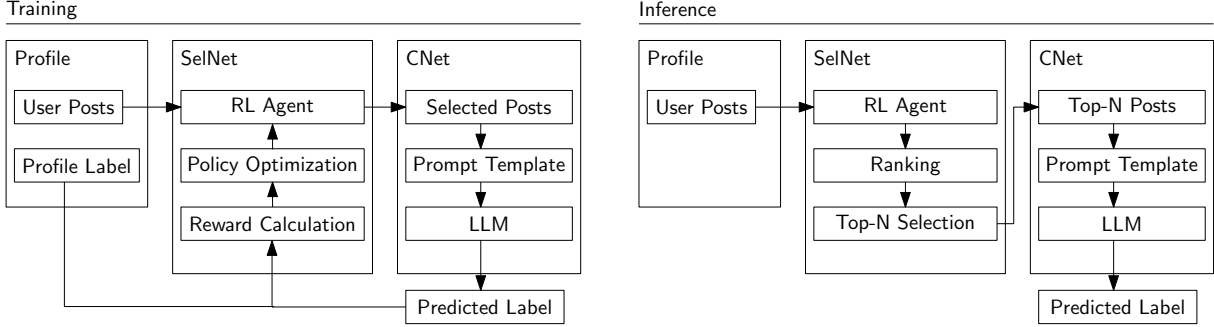 Training
Profile
User Posts
Profile Label
SelNet
RL Agent
Policy Optimization
Reward Calculation
CNet
Selected Posts
Prompt Template
LLM
Predicted Label
Inference
Profile
User Posts
SelNet
RL Agent
Ranking
Top-N Selection
CNet
Top-N Posts
Prompt Template
LLM
Predicted Label